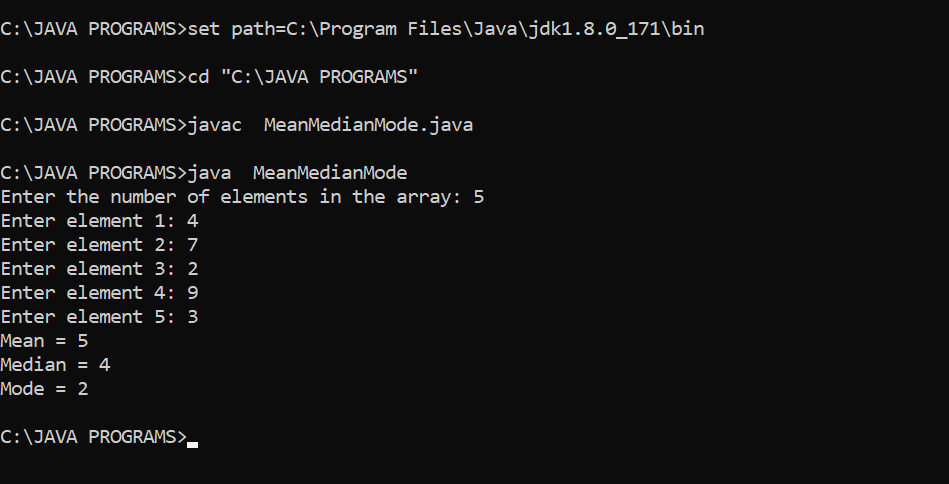 C:\JAVA PROGRAMS>set path=C:\Program Files\Java\jdk1.8.0_171\bin
C:\JAVA PROGRAMS>cd "C:\JAVA PROGRAMS"
C:\JAVA PROGRAMS>javac  MeanMedianMode.java
C:\JAVA PROGRAMS>java  MeanMedianMode
Enter the number of elements in the array: 5
Enter element 1: 4
Enter element 2: 7
Enter element 3: 2
Enter element 4: 9
Enter element 5: 3
Mean = 5
Median = 4
Mode = 2
C:\JAVA PROGRAMS>